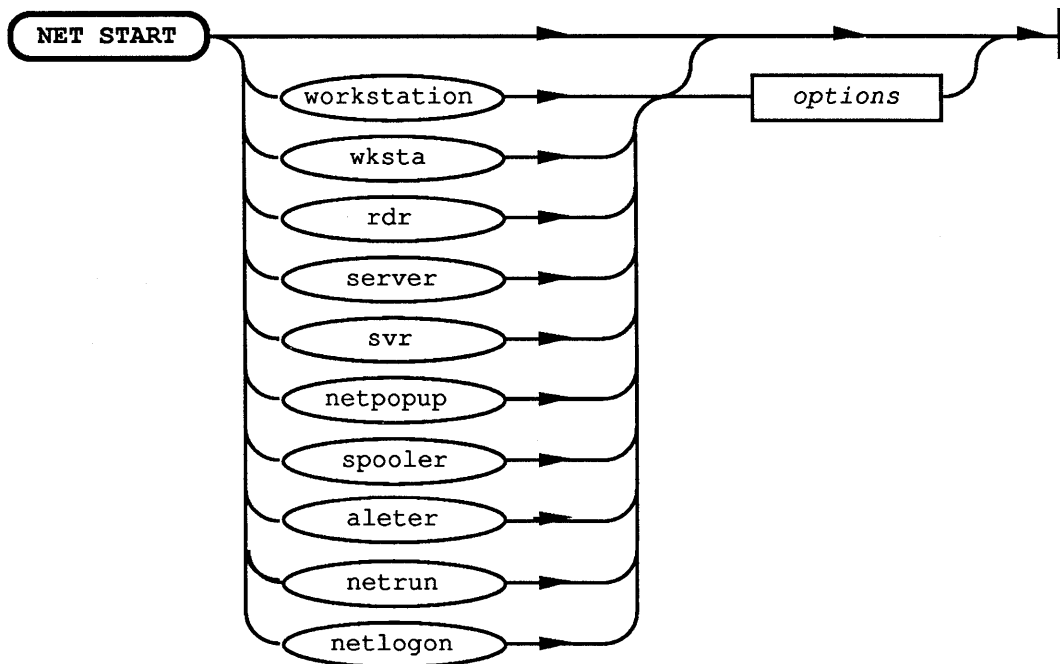 NET START
workstation
options
wksta
rdr
server
svr
netpopup
spooler
aleter
netrun
netlogon